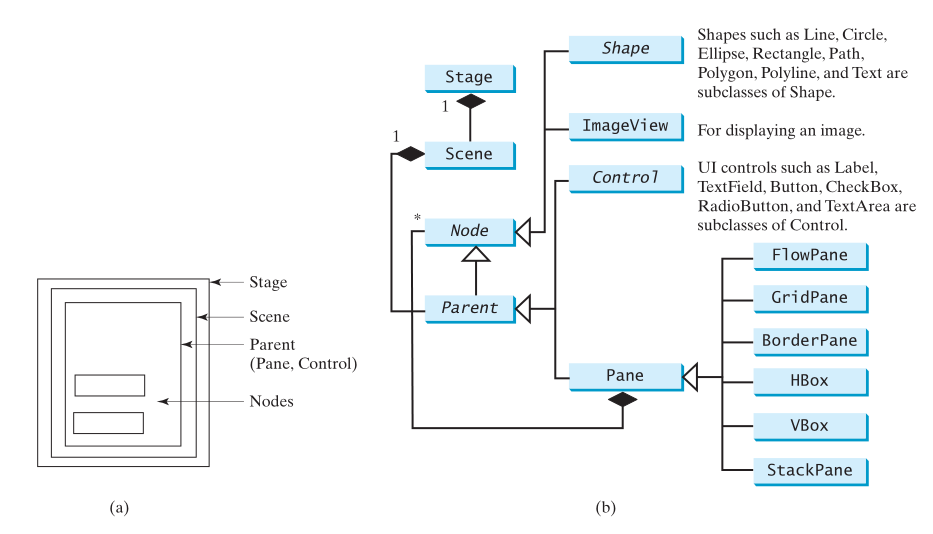 Stage
Scene
Parent
(Pane, Control)
Nodes
(a)
Stage
1
1
Scene
*
Node
Parent
Shape
Shapes such as Line, Circle,
Ellipse, Rectangle, Path,
Polygon, Polyline, and Text are
subclasses of Shape.
ImageView
For displaying an image.
Control
UI controls such as Label,
TextField, Button, CheckBox,
RadioButton, and TextArea are
subclasses of Control.
Pane
FlowPane
GridPane
BorderPane
HBox
VBox
StackPane
(b)